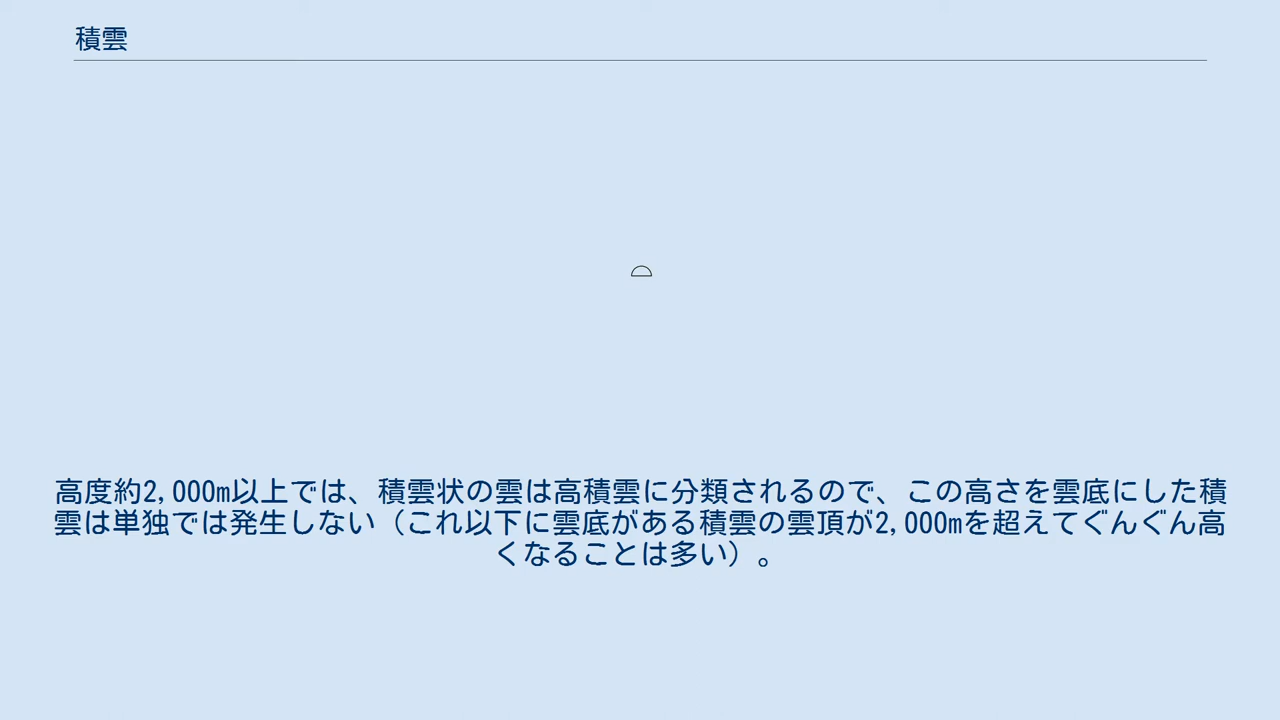 積雲
高度約2,000m以上では、積雲状の雲は高積雲に分類されるので、この高さを雲底にした積
雲は単独では発生しない（これ以下に雲底がある積雲の雲頂が2,000mを超えてぐんぐん高
くなることは多い）。